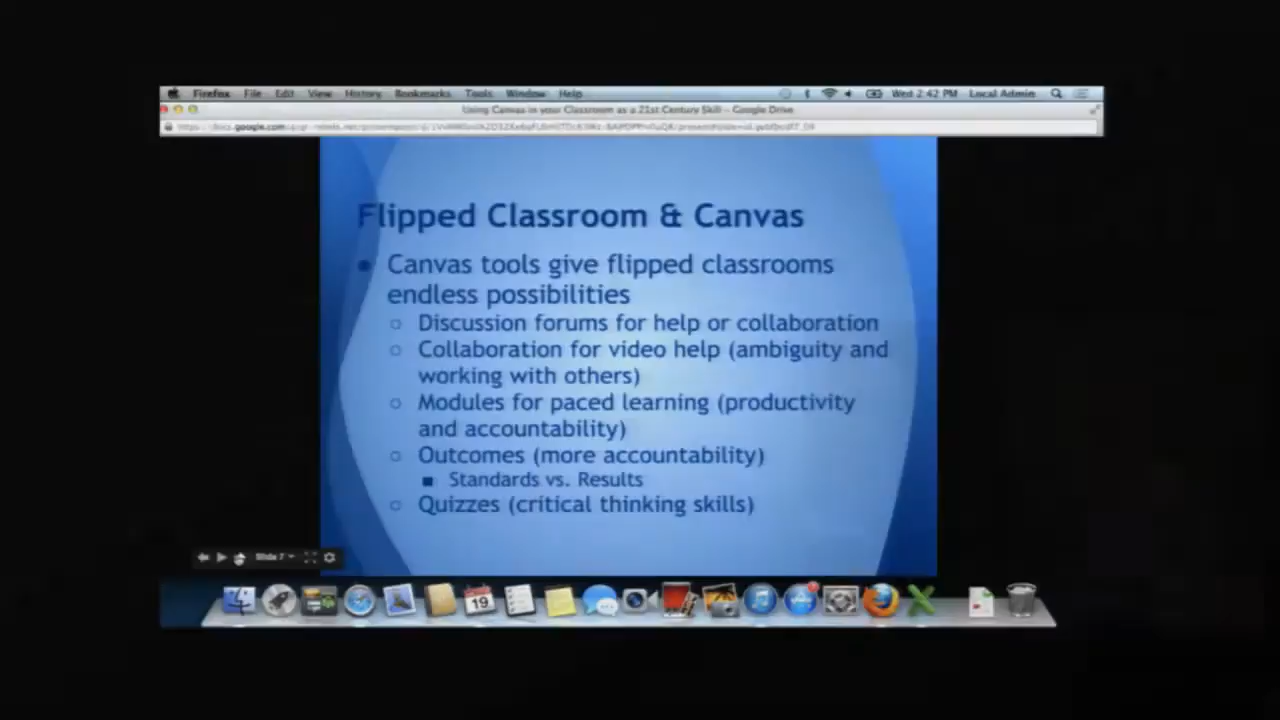 Firefox File Edit View History Bookmarks Tools Window Help Wed 2:42 PM Local Admin
Using Canvas in your Classroom as a 21st Century Skill - Google Drive
Flipped Classroom & Canvas
Canvas tools give flipped classrooms
endless possibilities
Discussion forums for help or collaboration
Collaboration for video help (ambiguity and
working with others)
Modules for paced learning (productivity
and accountability)
Outcomes (more accountability)
Standards vs. Results
Quizzes (critical thinking skills)
Slide 7
19